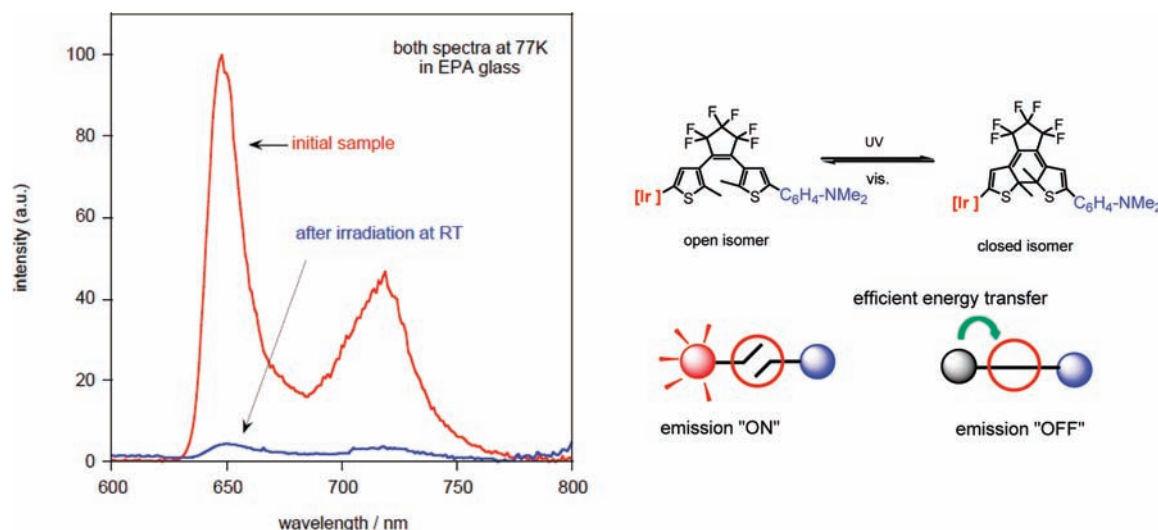 both spectra at 77K
in EPA glass
initial sample
after irradiation at RT
intensity (a.u.)
100
80
60
40
20
0
600
650
700
750
800
wavelength / nm
F F F F F F
[Ir] S S C₆H₄-NMe₂
open isomer
UV
vis.
F F F F F F
[Ir] S S C₆H₄-NMe₂
closed isomer
efficient energy transfer
emission "ON"
emission "OFF"